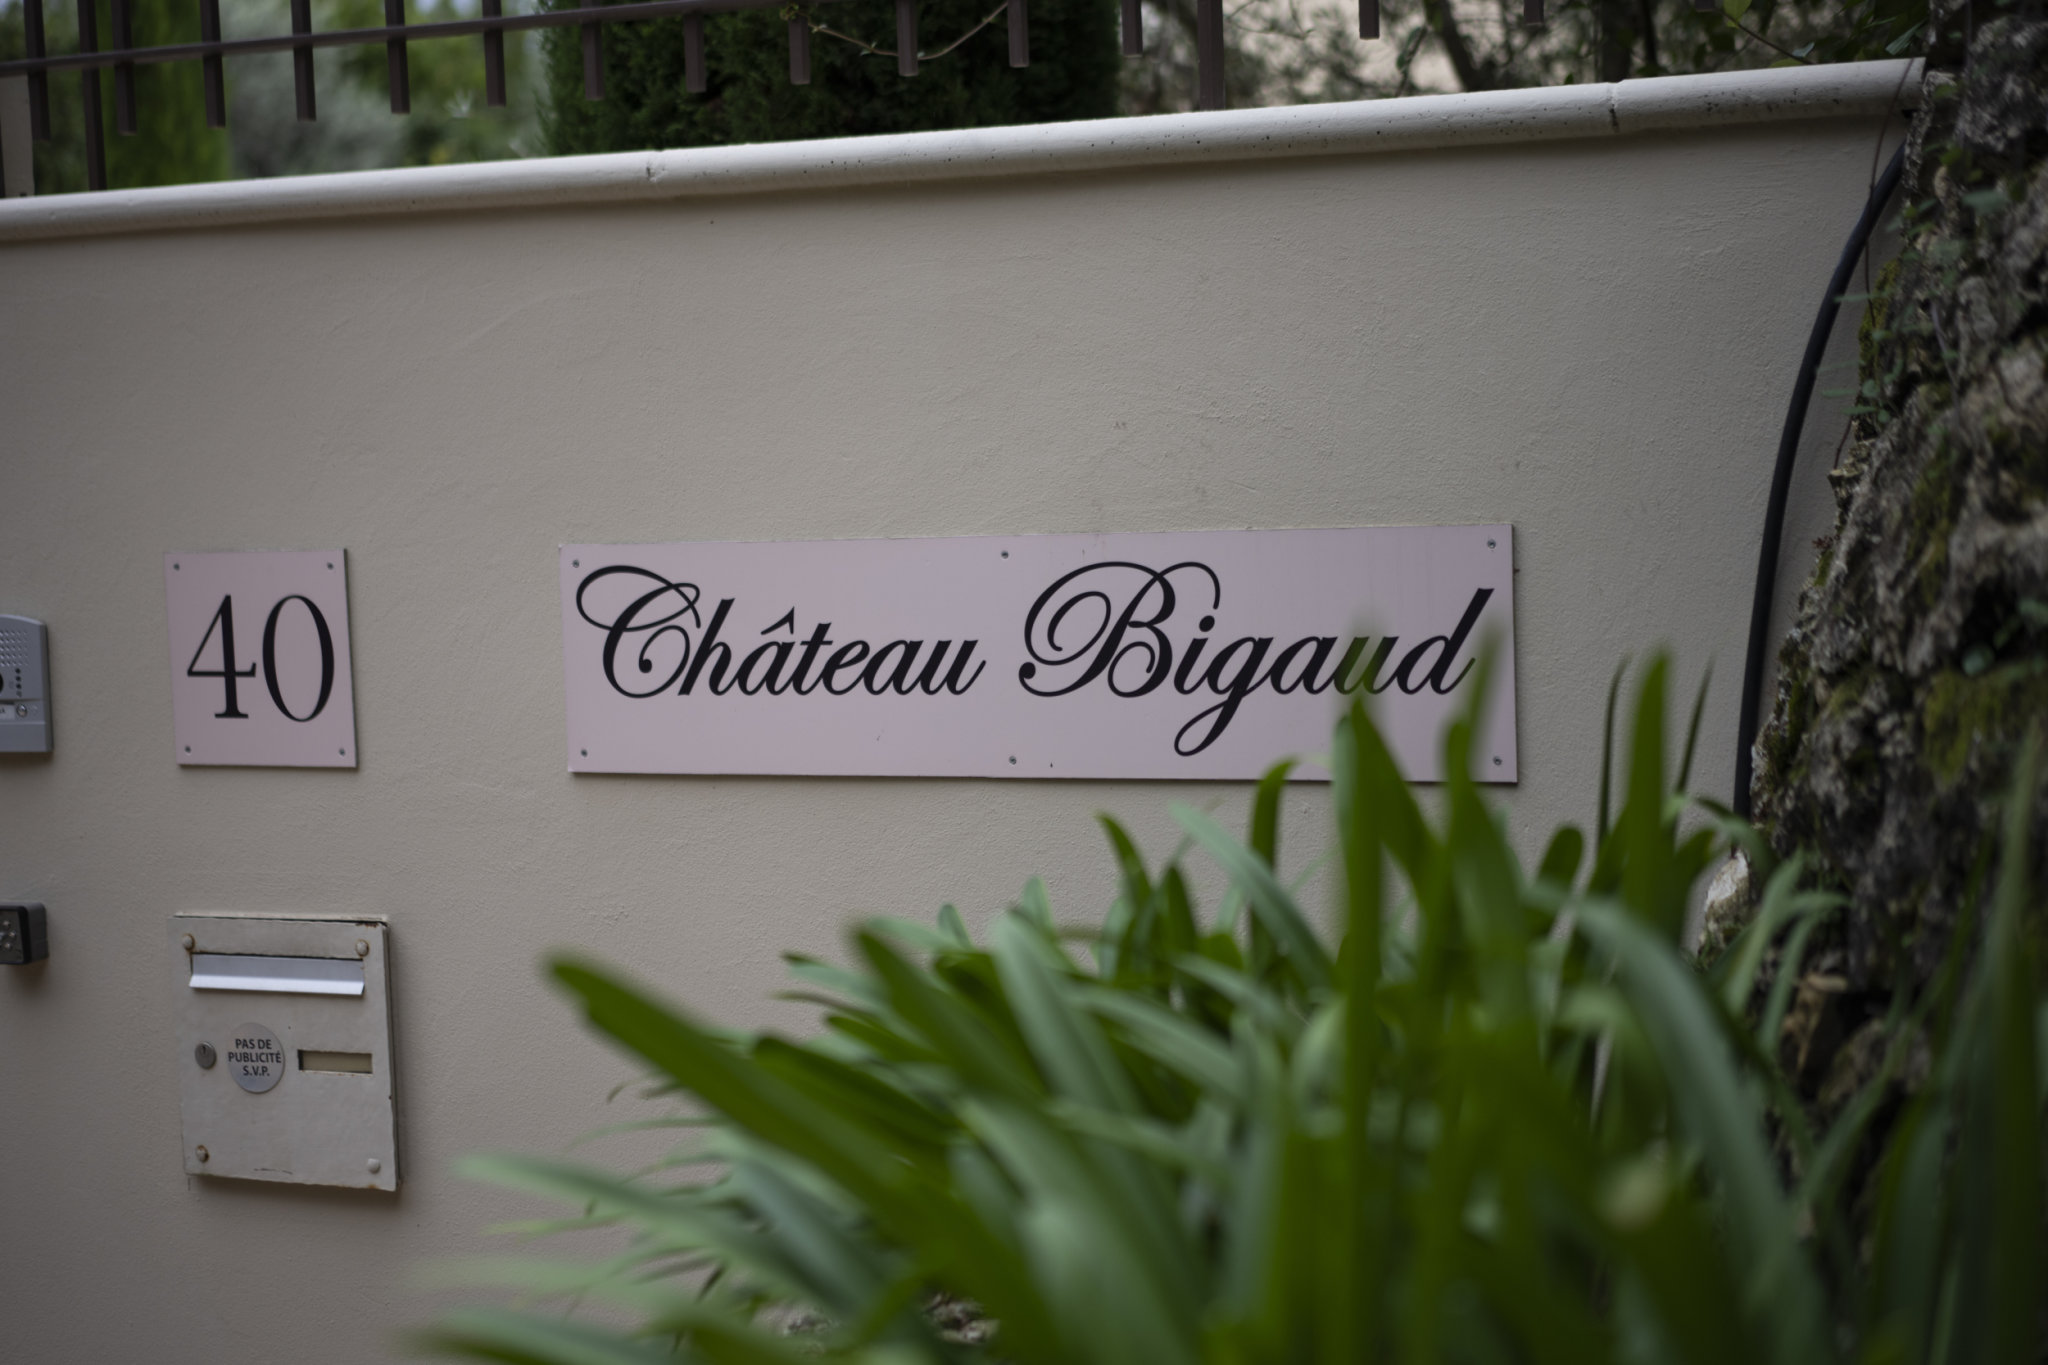 40
Château Bigaud
PAS DE
PUBLICITÉ
S.V.P.